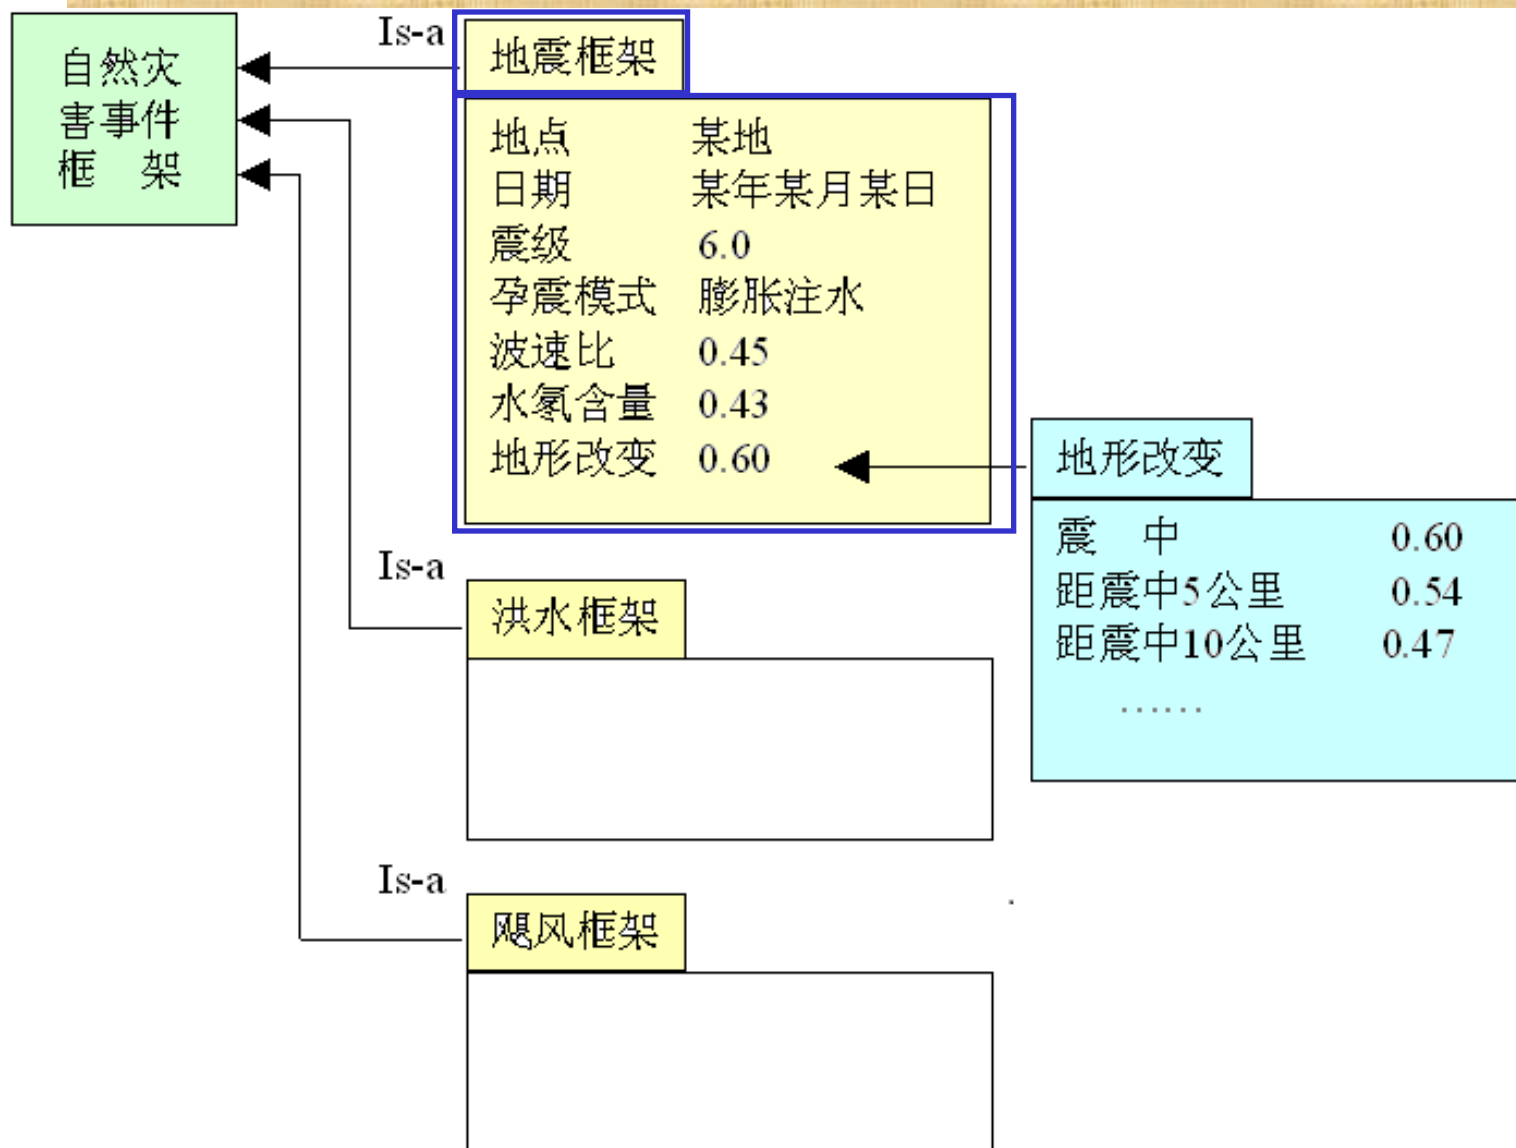 自然灾
害事件
框 架
Is-a
地震框架
地点 某地
日期 某年某月某日
震级 6.0
孕震模式 膨胀注水
波速比 0.45
水氡含量 0.43
地形改变 0.60
地形改变
震 中 0.60
距震中5公里 0.54
距震中10公里 0.47
……
Is-a
洪水框架
Is-a
飓风框架